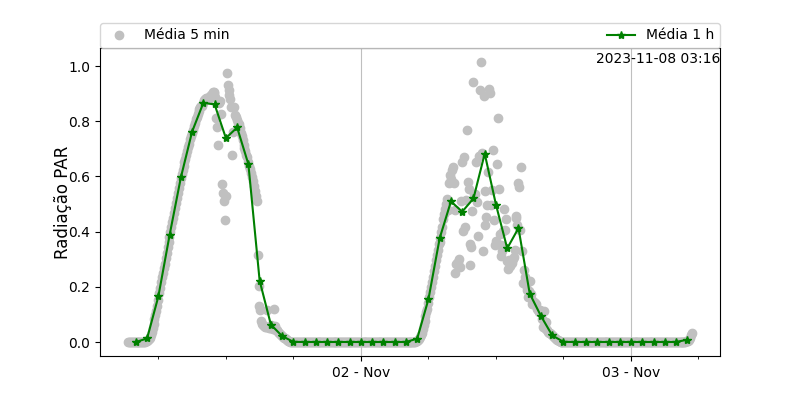 Média 5 min
Média 1 h
2023-11-08 03:16
Radiação PAR
1.0
0.8
0.6
0.4
0.2
0.0
02 - Nov
03 - Nov